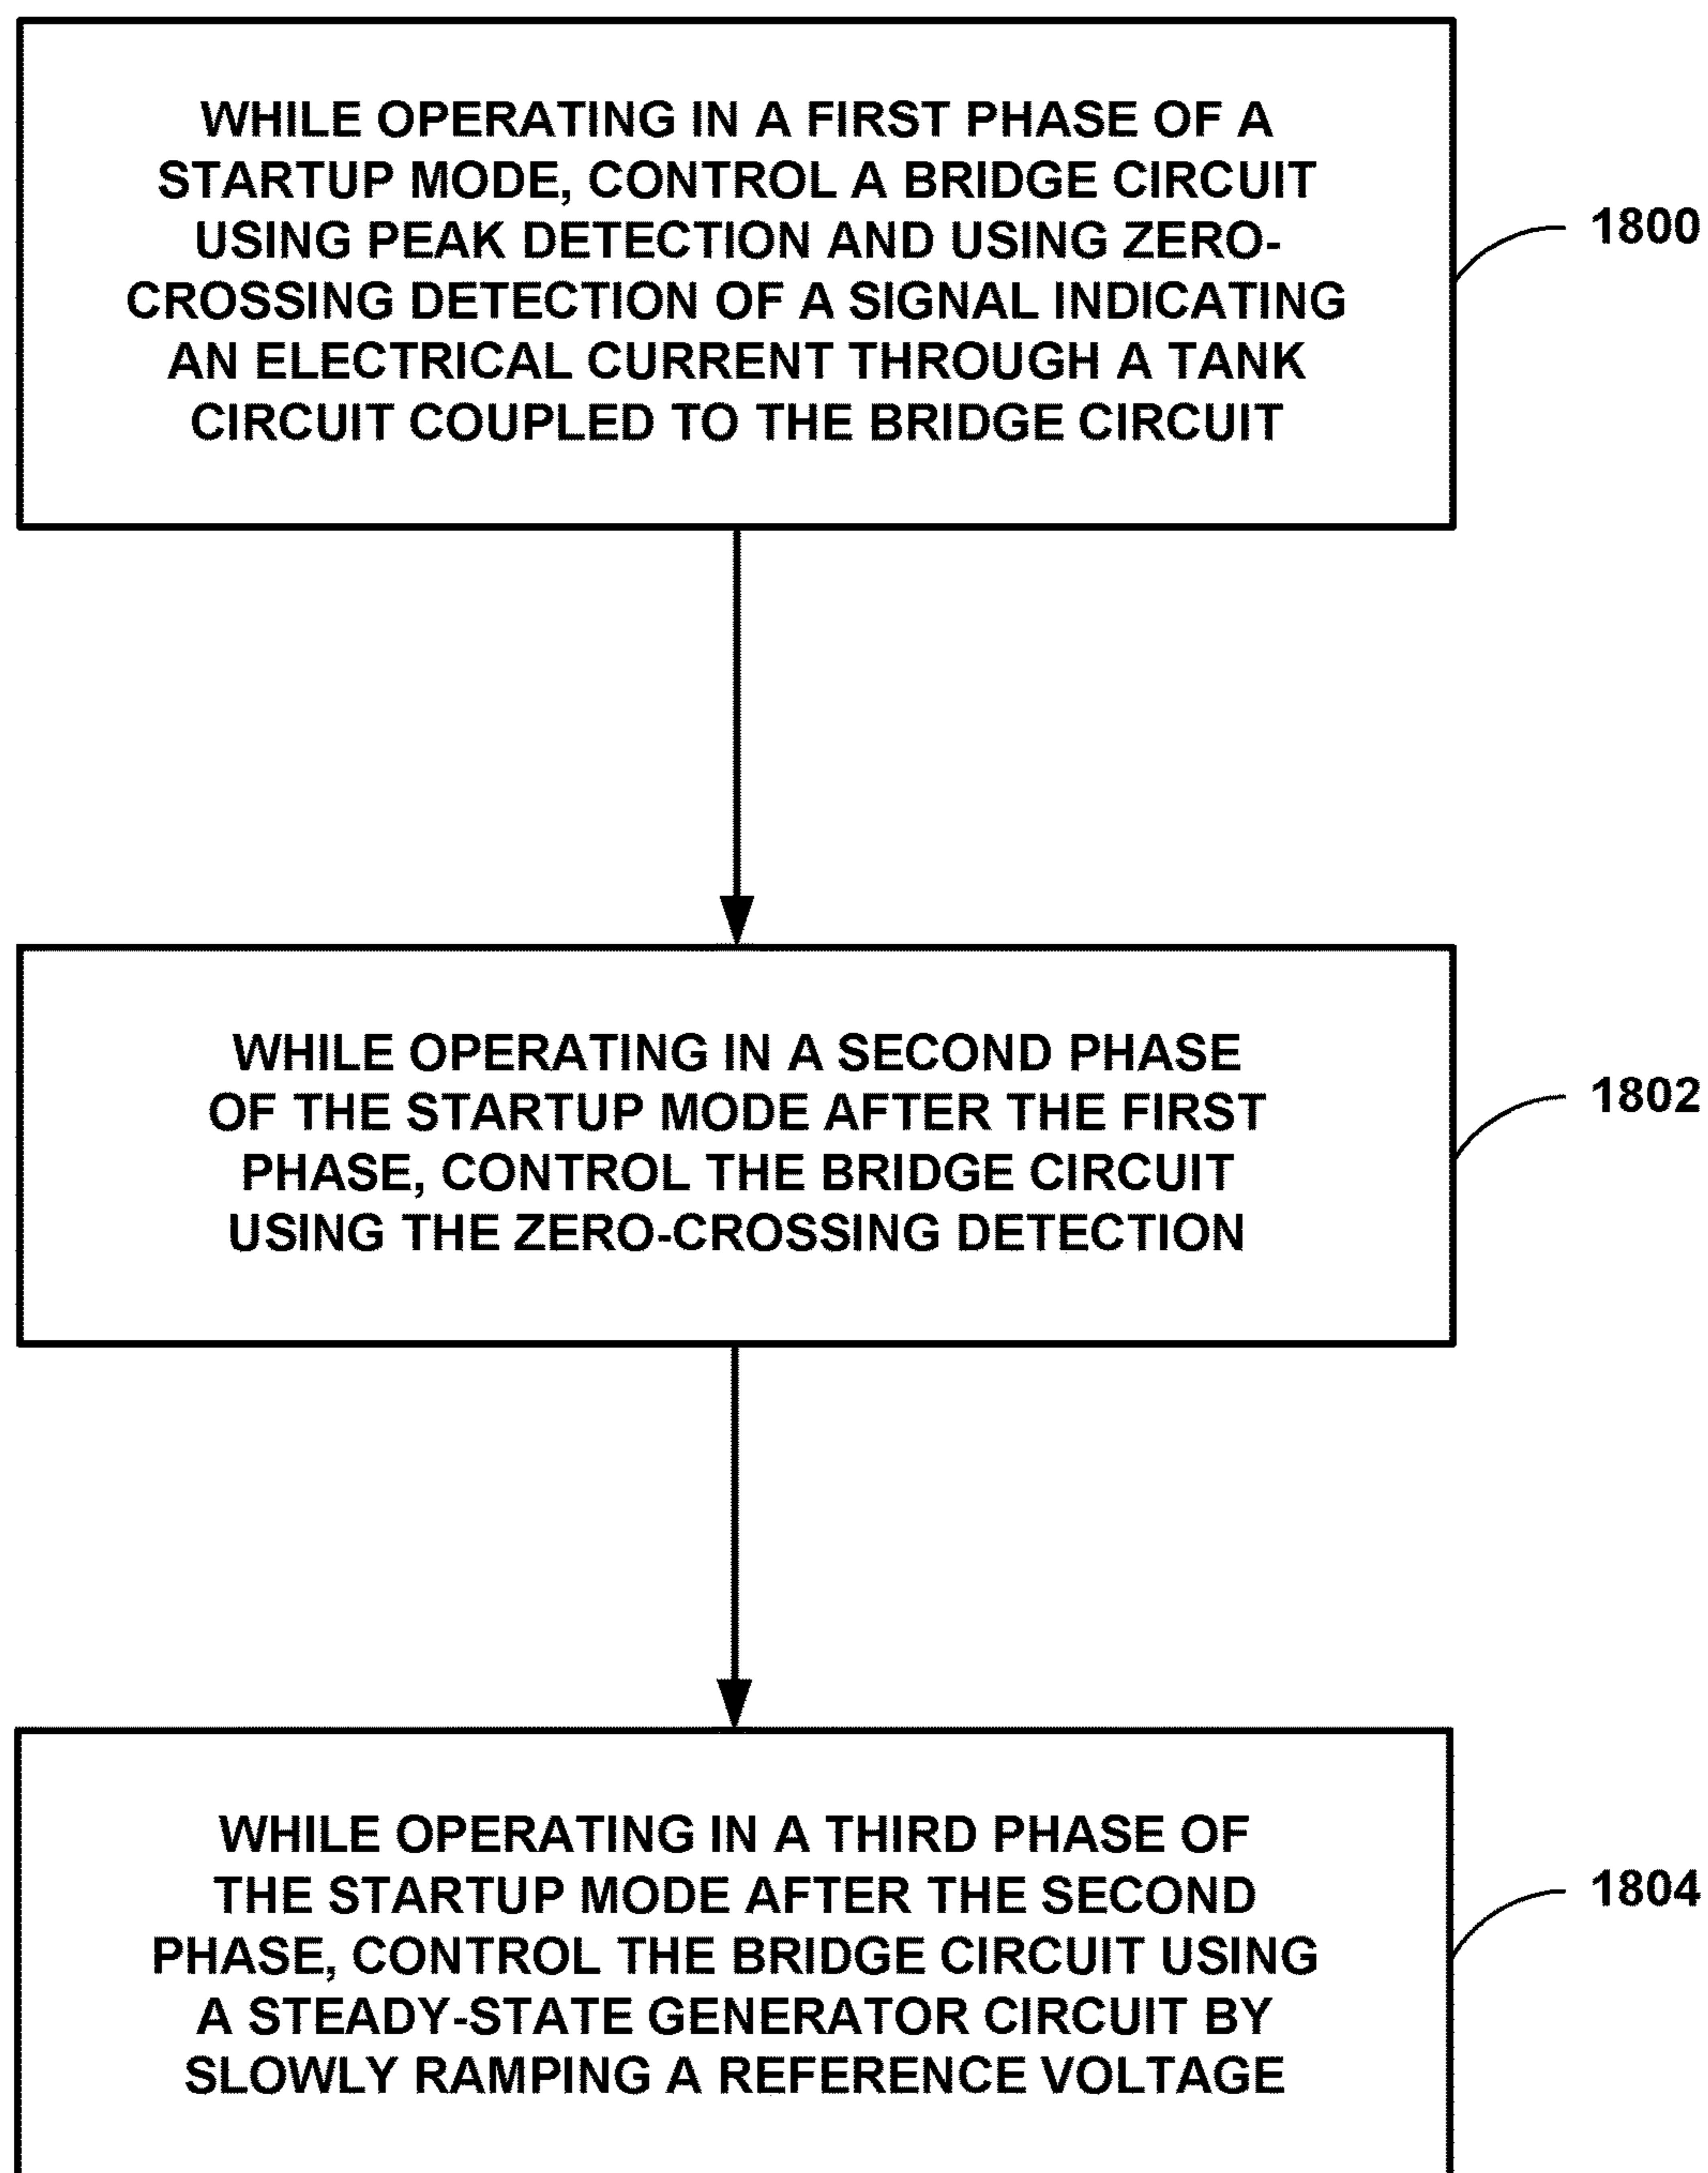 WHILE OPERATING IN A FIRST PHASE OF A
STARTUP MODE, CONTROL A BRIDGE CIRCUIT
USING PEAK DETECTION AND USING ZERO-
CROSSING DETECTION OF A SIGNAL INDICATING
AN ELECTRICAL CURRENT THROUGH A TANK
CIRCUIT COUPLED TO THE BRIDGE CIRCUIT
1800
WHILE OPERATING IN A SECOND PHASE
OF THE STARTUP MODE AFTER THE FIRST
PHASE, CONTROL THE BRIDGE CIRCUIT
USING THE ZERO-CROSSING DETECTION
1802
WHILE OPERATING IN A THIRD PHASE OF
THE STARTUP MODE AFTER THE SECOND
PHASE, CONTROL THE BRIDGE CIRCUIT USING
A STEADY-STATE GENERATOR CIRCUIT BY
SLOWLY RAMPING A REFERENCE VOLTAGE
1804